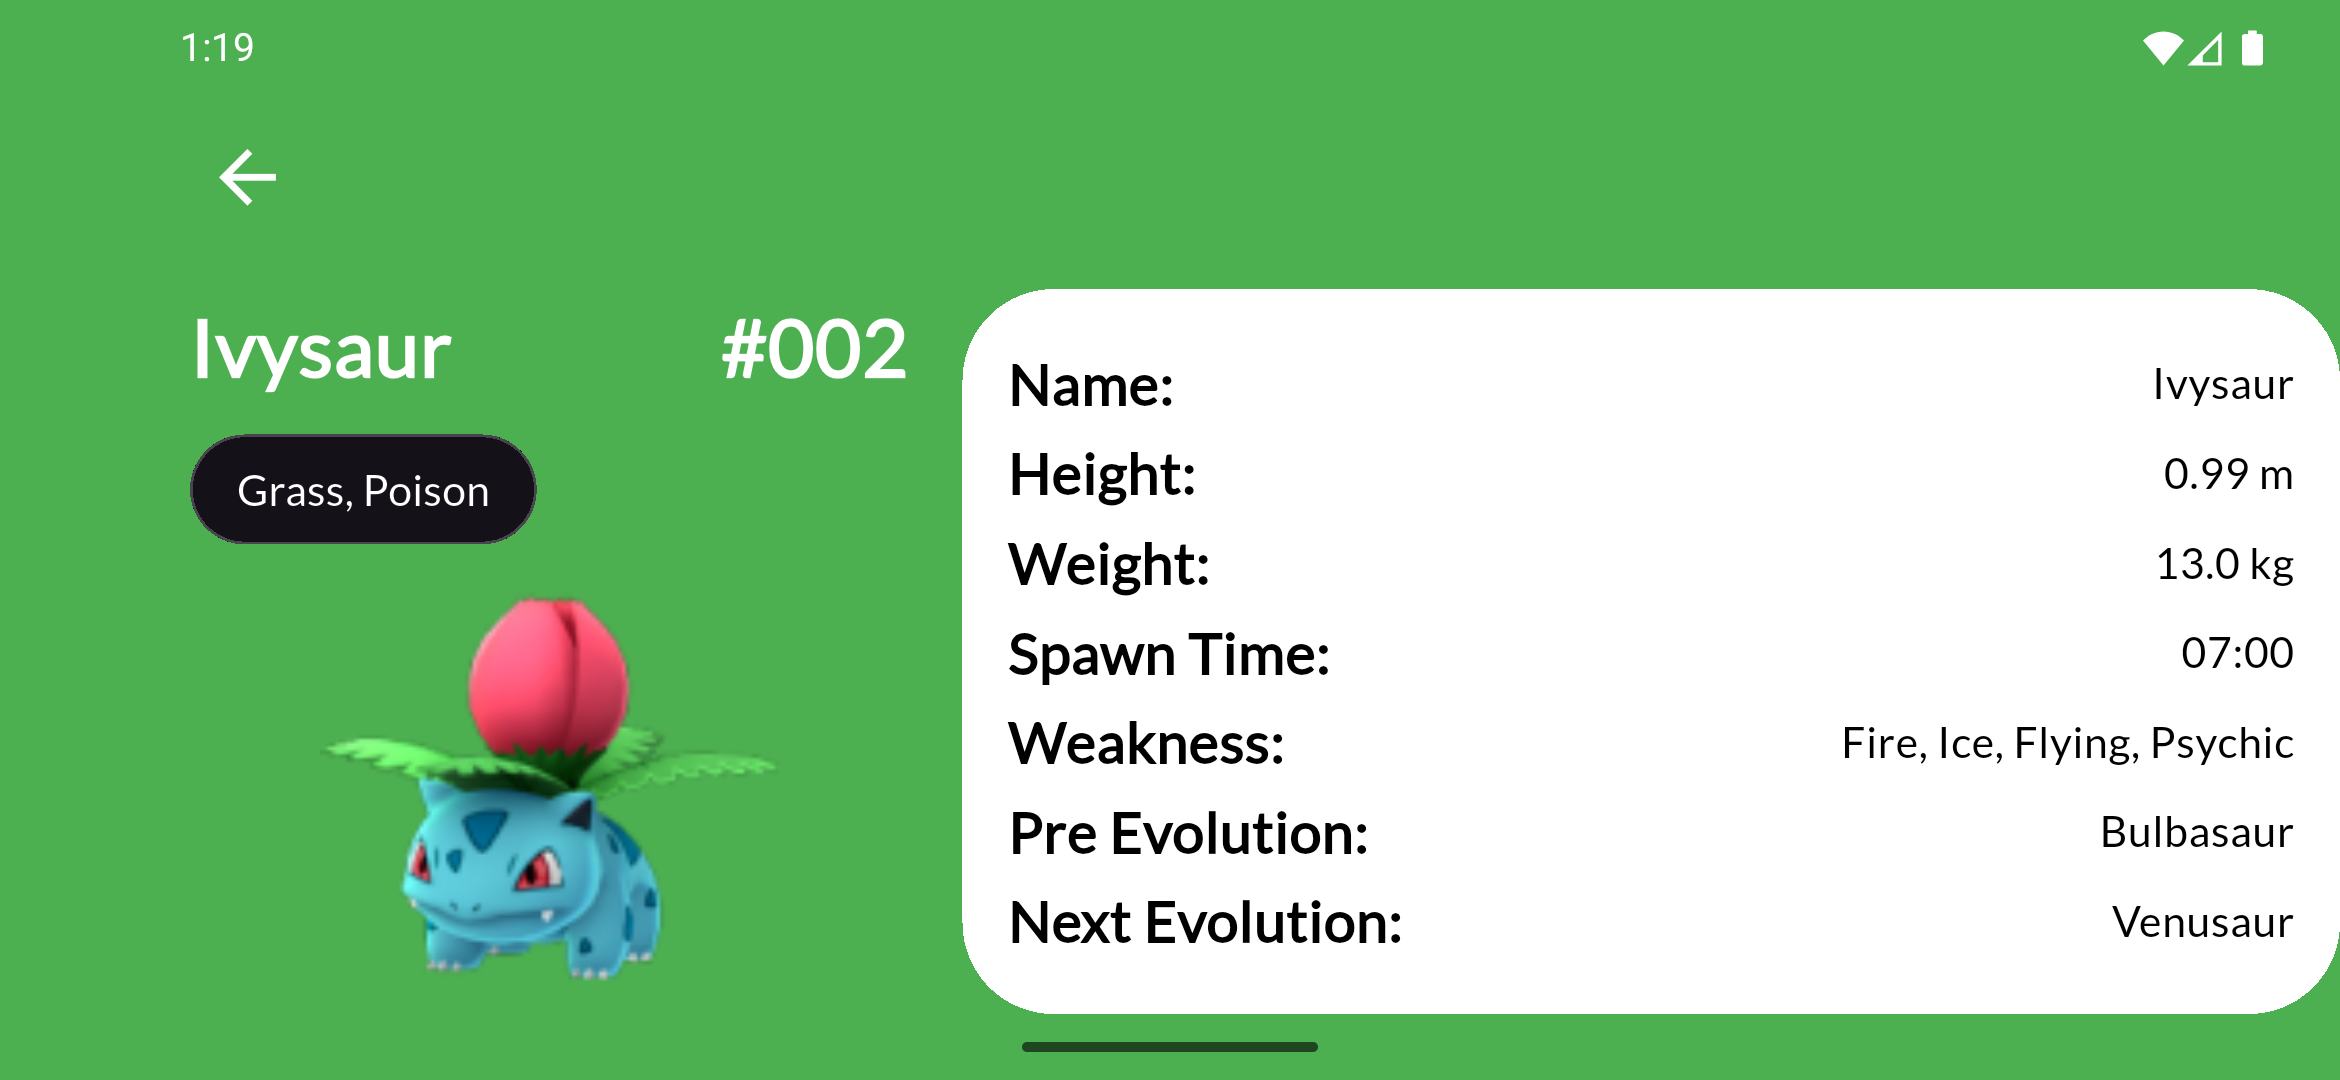 1:19
Ivysaur #002
Grass, Poison
Name: Ivysaur
Height: 0.99 m
Weight: 13.0 kg
Spawn Time: 07:00
Weakness: Fire, Ice, Flying, Psychic
Pre Evolution: Bulbasaur
Next Evolution: Venusaur